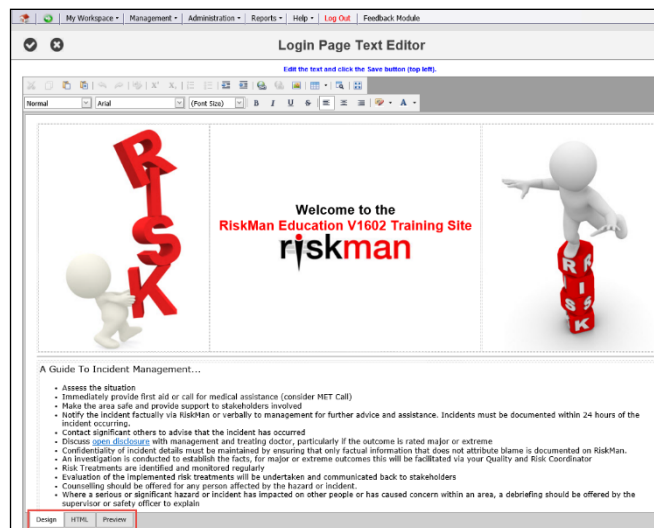 My Workspace Management Administration Reports Help Log Out Feedback Module
Login Page Text Editor
Edit the text and click the Save button (top left).
Normal Arial (Font Size) B I U S A
RISK
Welcome to the
RiskMan Education V1602 Training Site
riskman
RISK
A Guide To Incident Management...
• Assess the situation
• Immediately provide first aid or call for medical assistance (consider MET Call)
• Make the area safe and provide support to stakeholders involved
• Notify the incident factually via RiskMan or verbally to management for further advice and assistance. Incidents must be documented within 24 hours of the
incident occurring.
• Contact significant others to advise that the incident has occurred
• Discuss open disclosure with management and treating doctor, particularly if the outcome is rated major or extreme
• Confidentiality of incident details must be maintained by ensuring that only factual information that does not attribute blame is documented on RiskMan.
• An investigation is conducted to establish the facts, for major or extreme outcomes this will be facilitated via your Quality and Risk Coordinator
• Risk Treatments are identified and monitored regularly
• Evaluation of the implemented risk treatments will be undertaken and communicated back to stakeholders
• Counselling should be offered for any person affected by the hazard or incident.
• Where a serious or significant hazard or incident has impacted on other people or has caused concern within an area, a debriefing should be offered by the
supervisor or safety officer to explain
Design HTML Preview